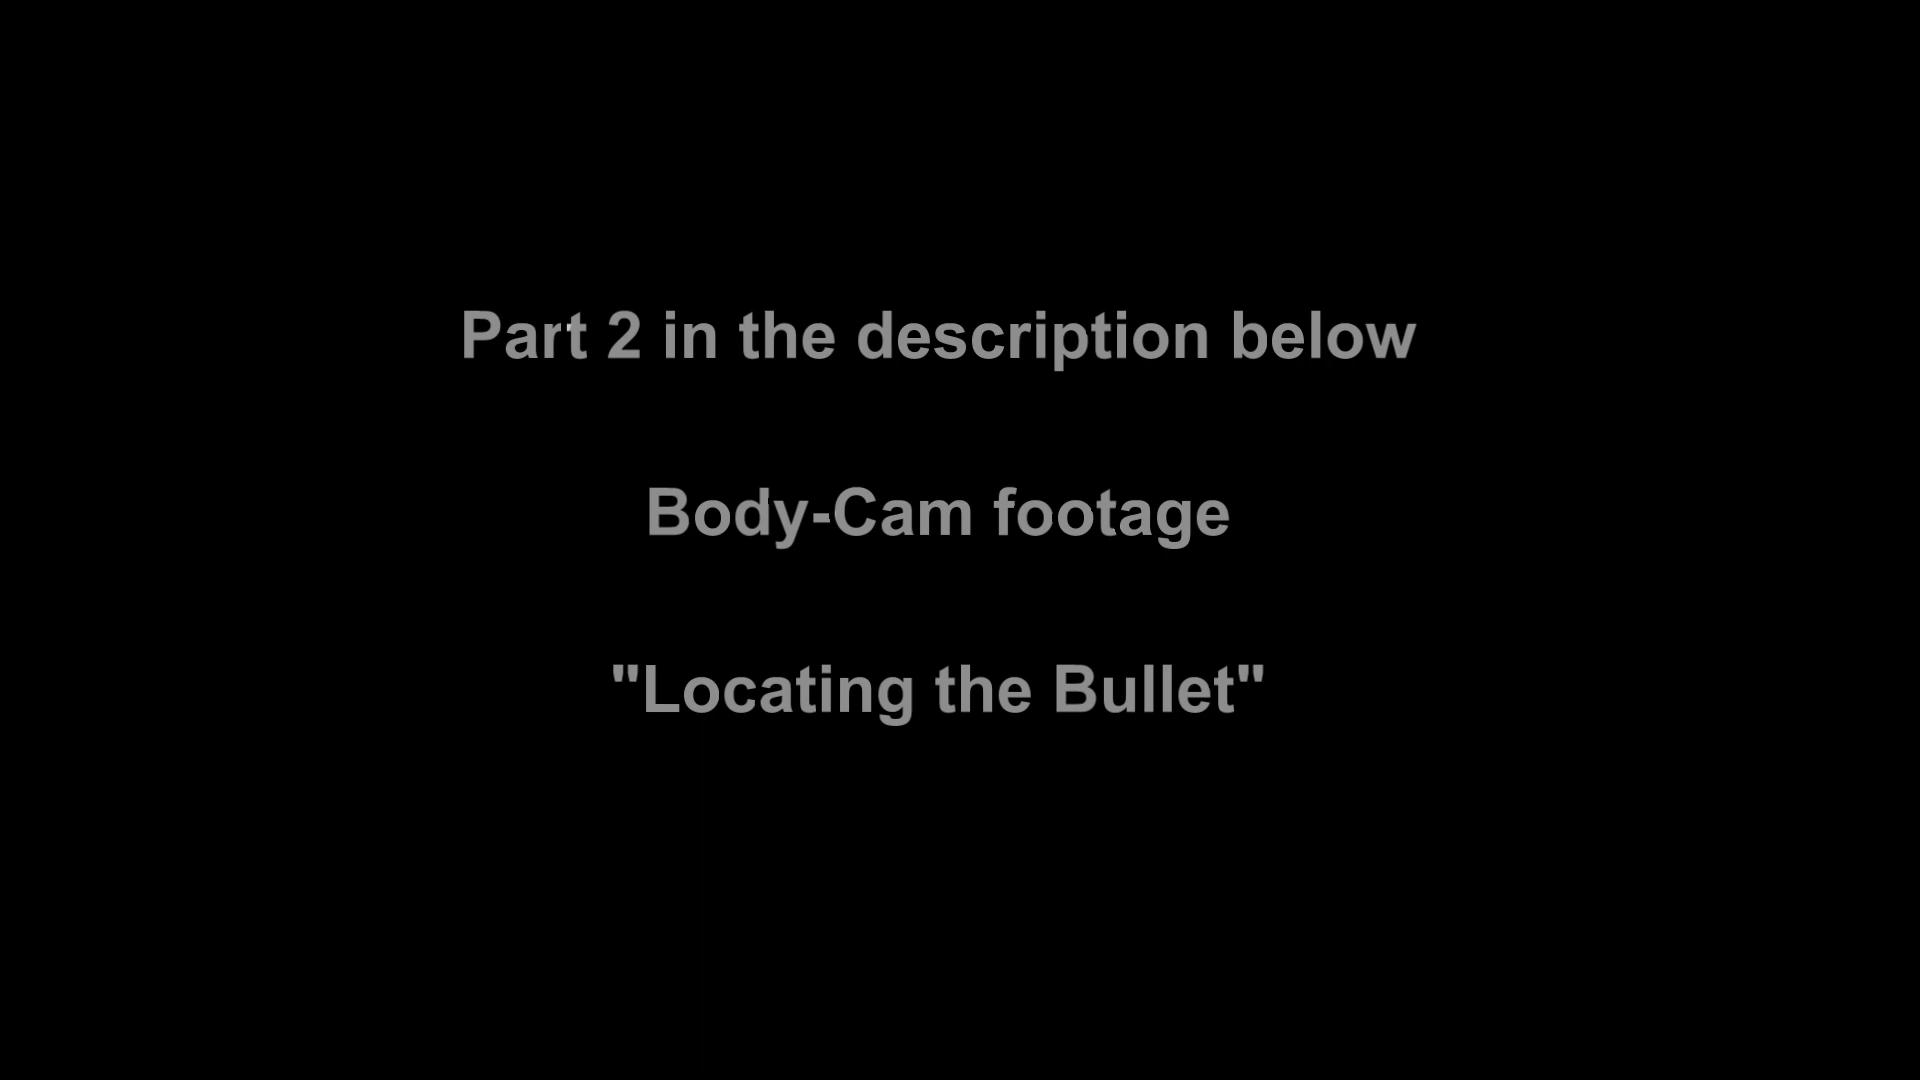 Part 2 in the description below
Body-Cam footage
"Locating the Bullet"